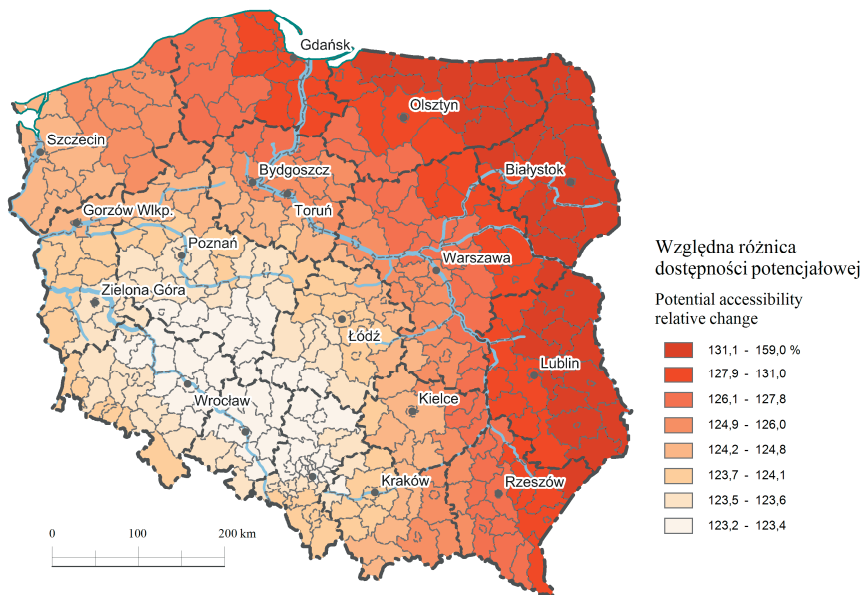 Gdańsk
Olsztyn
Szczecin
Białystok
Bydgoszcz
Toruń
Gorzów Wlkp.
Poznań
Warszawa
Zielona Góra
Łódź
Lublin
Wrocław
Kielce
Kraków
Rzeszów
0 100 200 km
Względna różnica
dostępności potencjałowej
Potential accessibility
relative change
131,1 - 159,0 %
127,9 - 131,0
126,1 - 127,8
124,9 - 126,0
124,2 - 124,8
123,7 - 124,1
123,5 - 123,6
123,2 - 123,4